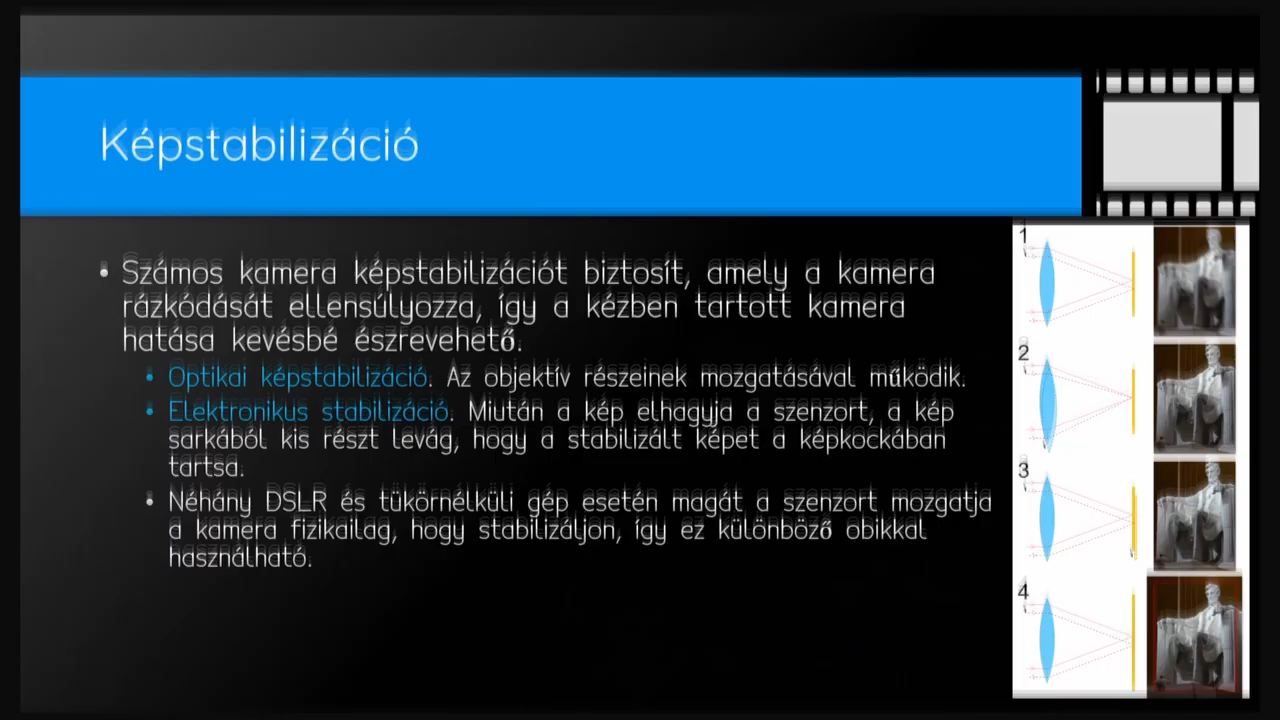 Képstabilizáció
• Számos kamera képstabilizációt biztosít, amely a kamera
rázkódását ellensúlyozza, így a kézben tartott kamera
hatása kevésbé észrevehető.
• Optikai képstabilizáció. Az objektív részeinek mozgatásával működik.
• Elektronikus stabilizáció. Miután a kép elhagyja a szenzort, a kép
sarkából kis részt levág, hogy a stabilizált képet a képkockában
tartsa.
• Néhány DSLR és tükörnélküli gép esetén magát a szenzort mozgatja
a kamera fizikailag, hogy stabilizáljon, így ez különböző obikkal
használható.
1
2
3
4